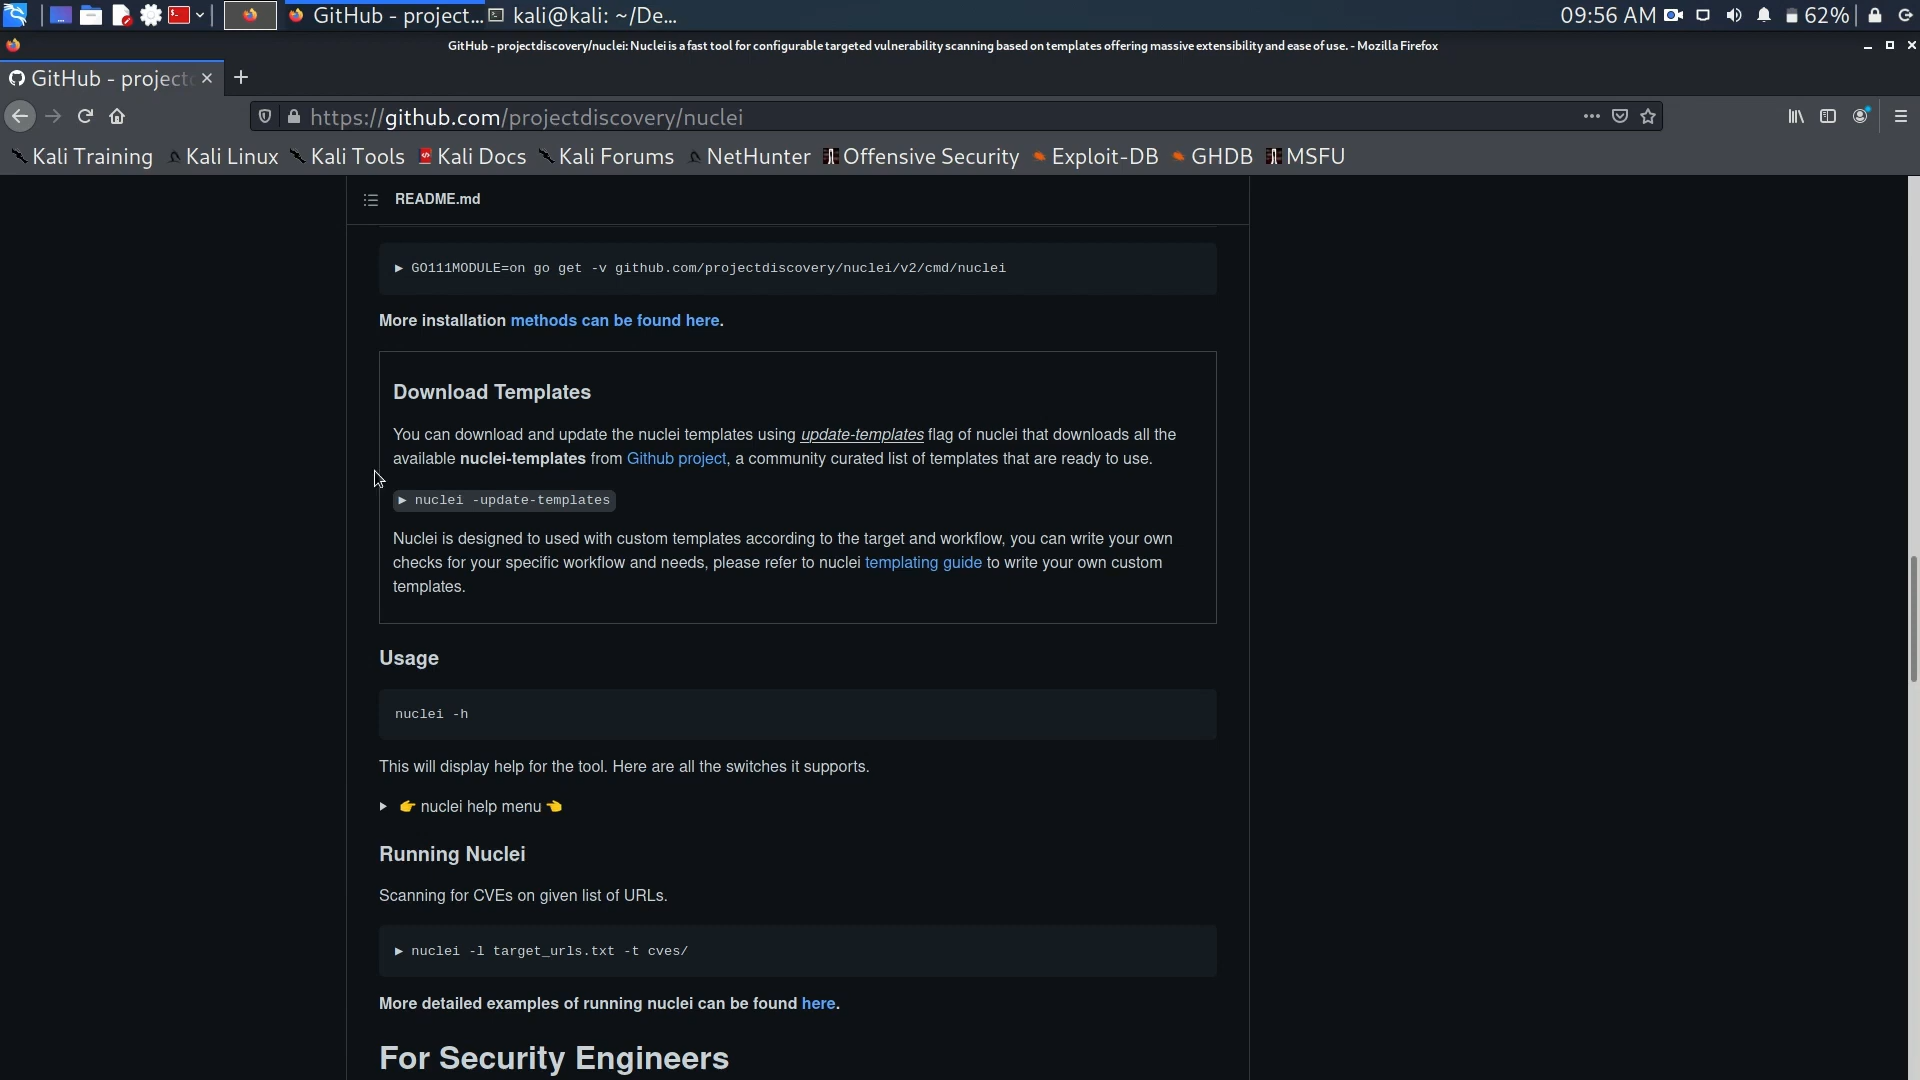 GitHub - project...
kali@kali: ~/De...
09:56 AM
62%
GitHub - projectdiscovery/nuclei: Nuclei is a fast tool for configurable targeted vulnerability scanning based on templates offering massive extensibility and ease of use. - Mozilla Firefox
GitHub - project
https://github.com/projectdiscovery/nuclei
Kali Training Kali Linux Kali Tools Kali Docs Kali Forums NetHunter Offensive Security Exploit-DB GHDB MSFU
README.md
▶ GO111MODULE=on go get -v github.com/projectdiscovery/nuclei/v2/cmd/nuclei
More installation methods can be found here.
Download Templates
You can download and update the nuclei templates using update-templates flag of nuclei that downloads all the
available nuclei-templates from Github project, a community curated list of templates that are ready to use.
▶ nuclei -update-templates
Nuclei is designed to used with custom templates according to the target and workflow, you can write your own
checks for your specific workflow and needs, please refer to nuclei templating guide to write your own custom
templates.
Usage
nuclei -h
This will display help for the tool. Here are all the switches it supports.
▶ 👉 nuclei help menu 👈
Running Nuclei
Scanning for CVEs on given list of URLs.
▶ nuclei -l target_urls.txt -t cves/
More detailed examples of running nuclei can be found here.
For Security Engineers